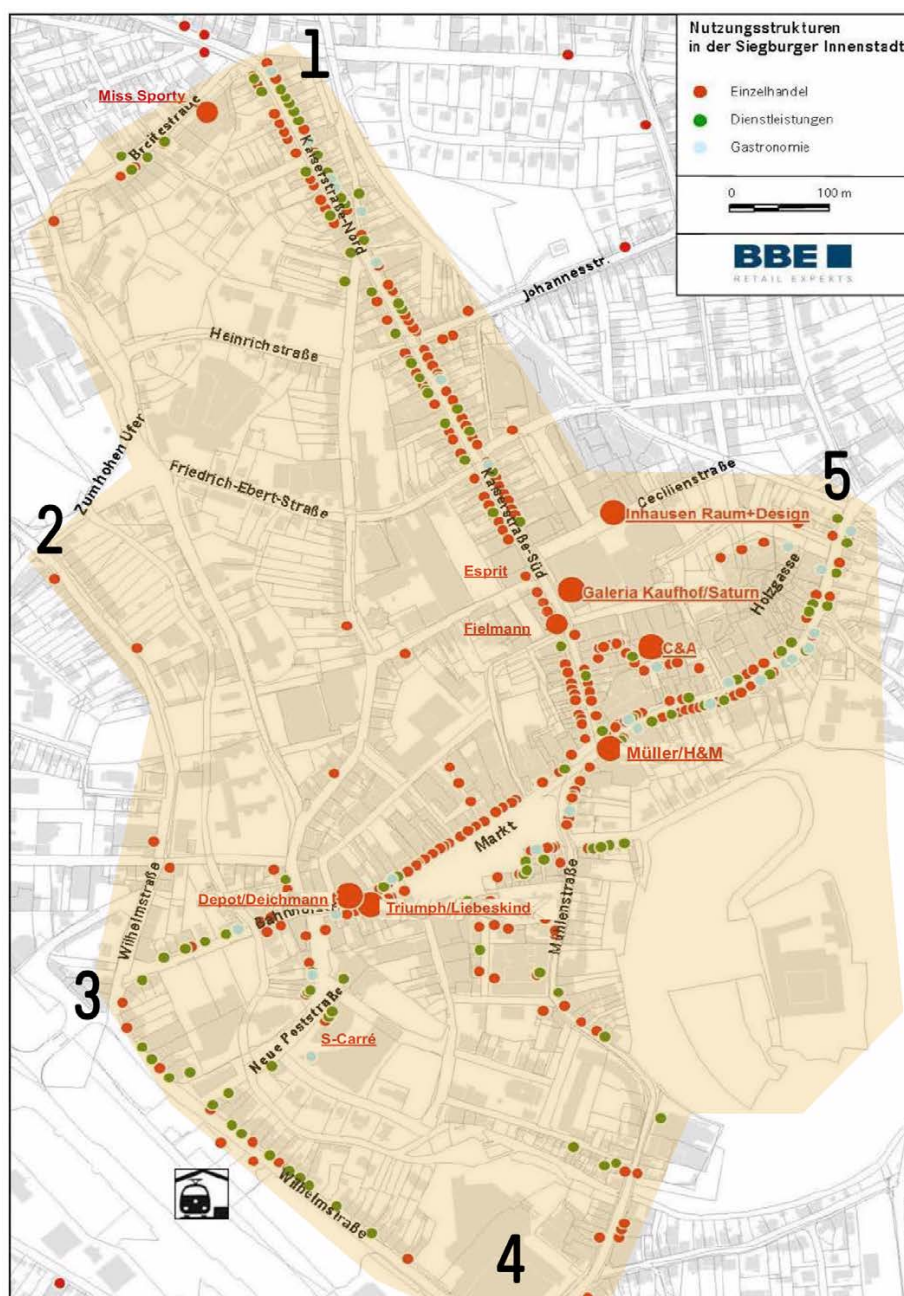 Nutzungsstrukturen
in der Siegburger Innenstadt
Einzelhandel
Dienstleistungen
Gastronomie
0 100 m
BBE
RETAIL EXPERTS
1
Miss Sporty
Breitestraße
Kaiserstraße-Nord
Johannesstr.
Heinrichstraße
Zumhohen Ufer
Friedrich-Ebert-Straße
2
Kaiserstraße-Süd
Cecilienstraße
5
Inhausen Raum+Design
Holzgasse
Esprit
Galeria Kaufhof/Saturn
Fielmann
C&A
Müller/H&M
Markt
Mühlenstraße
Wilhelmstraße
Depot/Deichmann
Triumph/Liebeskind
3
Neue Poststraße
S-Carré
Wilhelmstraße
4